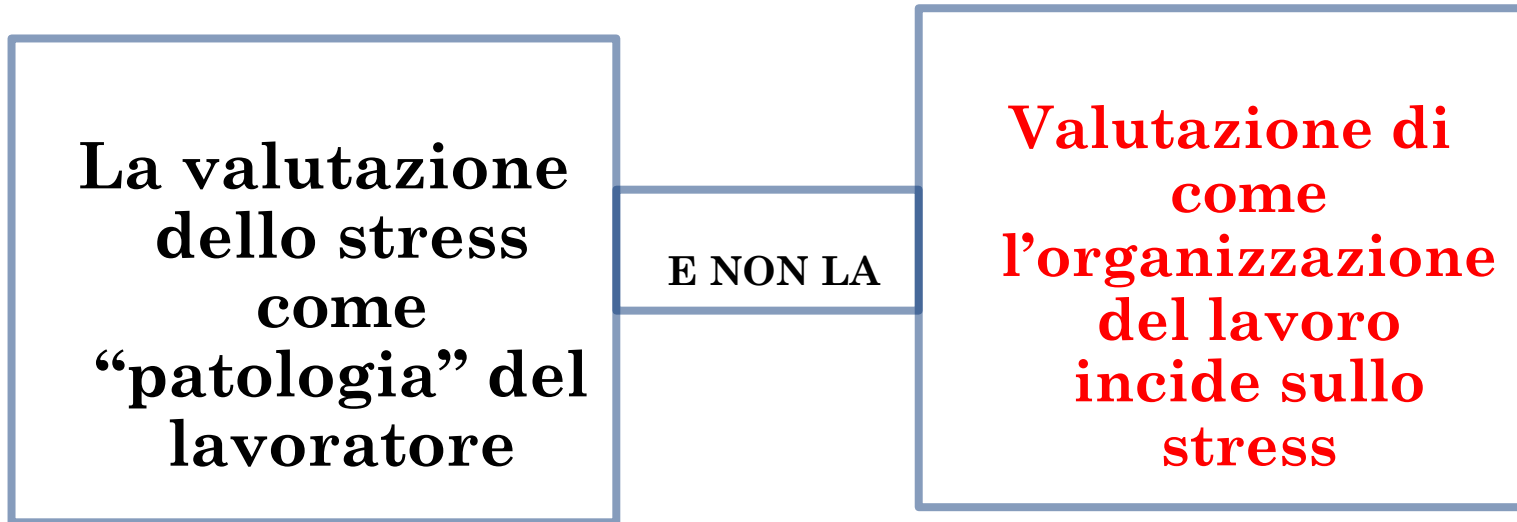 La valutazione
dello stress
come
“patologia” del
lavoratore
E NON LA
Valutazione di
come
l’organizzazione
del lavoro
incide sullo
stress